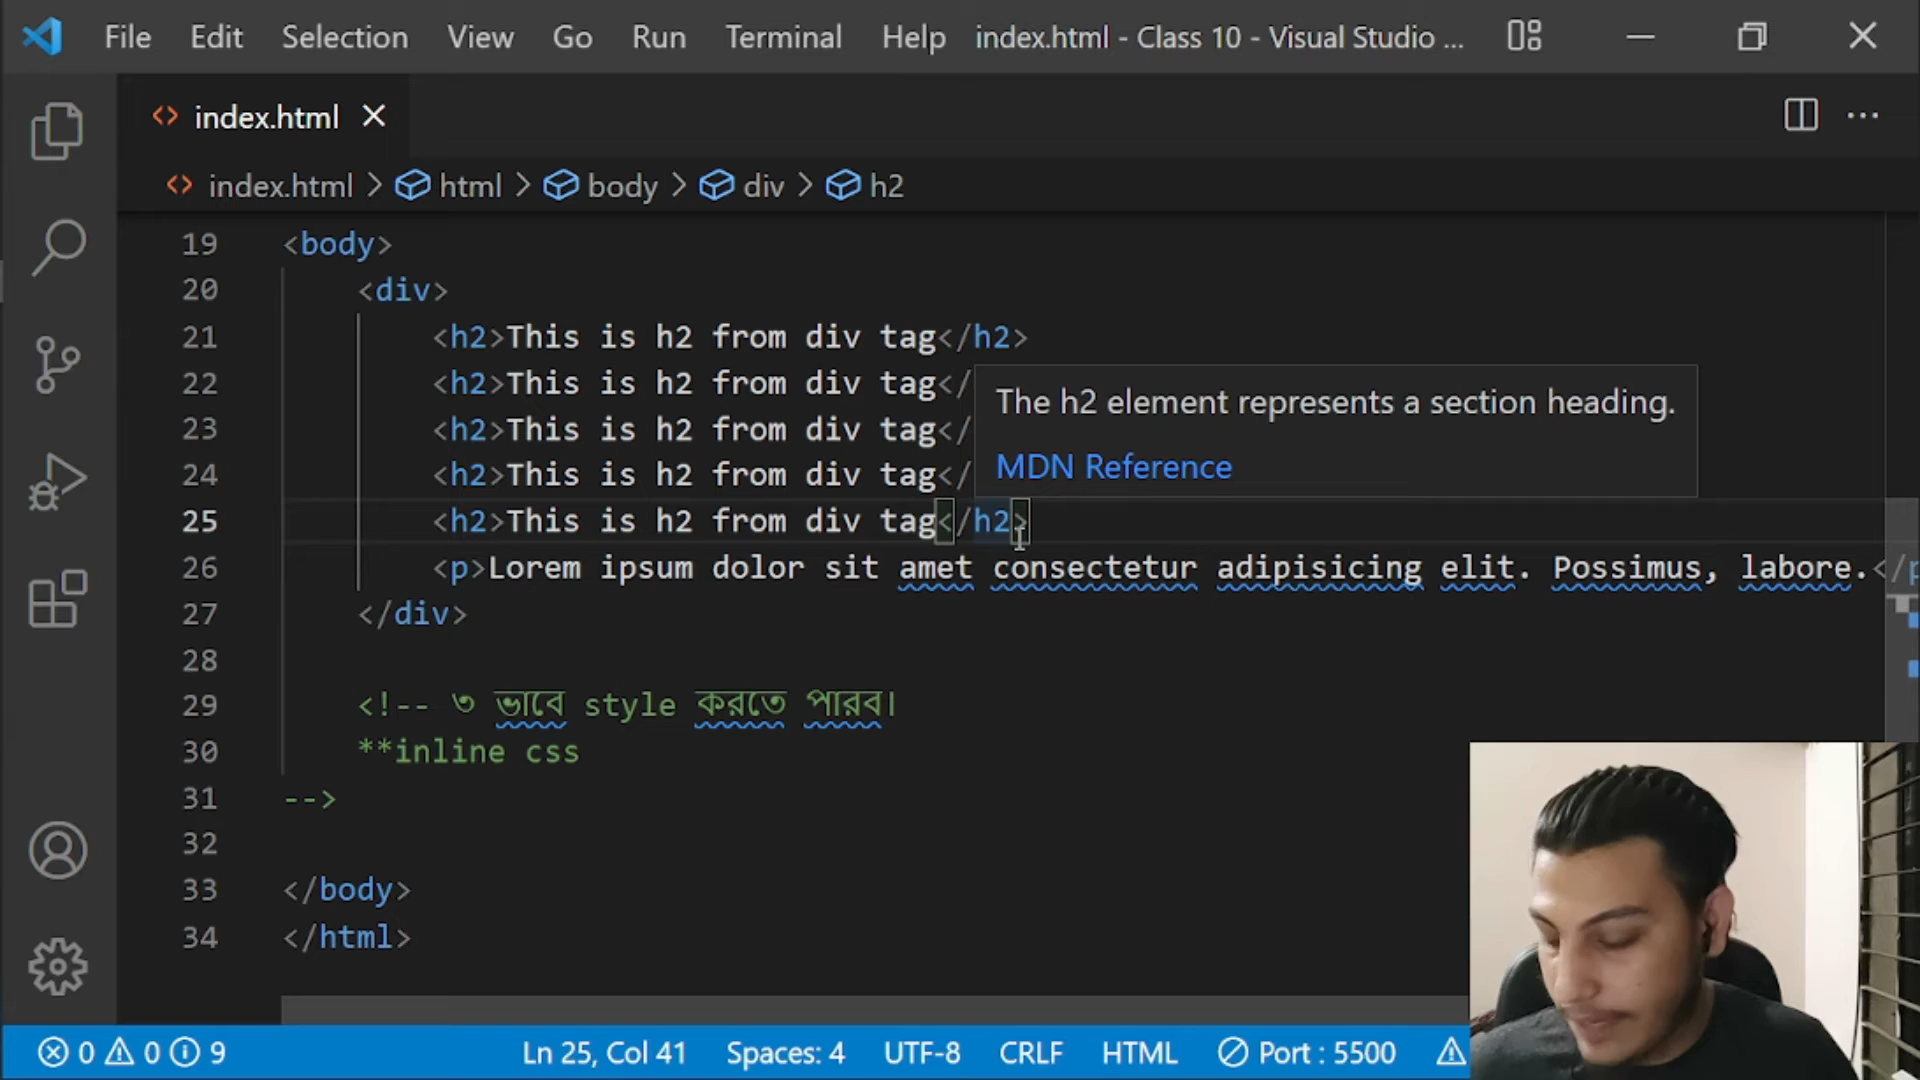 File Edit Selection View Go Run Terminal Help index.html - Class 10 - Visual Studio ...
index.html
index.html > html > body > div > h2
19 <body>
20 <div>
21 <h2>This is h2 from div tag</h2>
22 <h2>This is h2 from div tag</
23 <h2>This is h2 from div tag</
24 <h2>This is h2 from div tag</
The h2 element represents a section heading.
MDN Reference
25 <h2>This is h2 from div tag</h2>
26 <p>Lorem ipsum dolor sit amet consectetur adipisicing elit. Possimus, labore.</p
27 </div>
28
29 <!-- ৩ ভাবে style করতে পারব।
30 **inline css
31 -->
32
33 </body>
34 </html>
0 0 9 Ln 25, Col 41 Spaces: 4 UTF-8 CRLF HTML Port : 5500